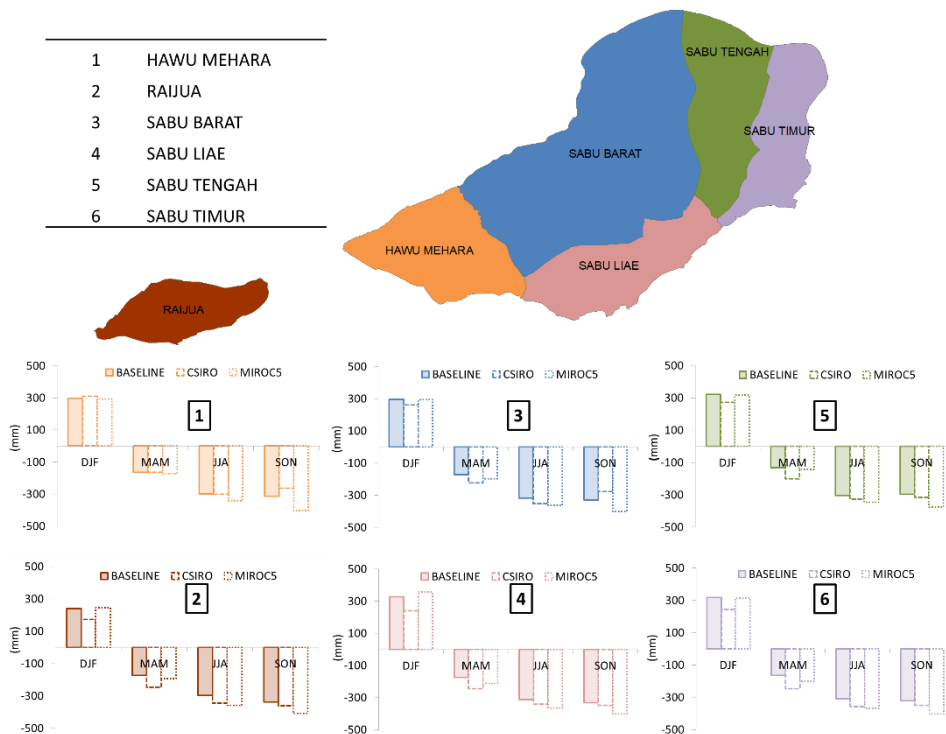 1 HAWU MEHARA
2 RAIJUA
3 SABU BARAT
4 SABU LIAE
5 SABU TENGAH
6 SABU TIMUR
SABU TENGAH
SABU TIMUR
SABU BARAT
HAWU MEHARA
SABU LIAE
RAIJUA
500
300
100
-100
-300
-500
(mm)
BASELINE CSIRO MIROC5
1
DJF MAM JJA SON
500
300
100
-100
-300
-500
(mm)
BASELINE CSIRO MIROC5
3
DJF MAM JJA SON
500
300
100
-100
-300
-500
(mm)
BASELINE CSIRO MIROC5
5
DJF MAM JJA SON
500
300
100
-100
-300
-500
(mm)
BASELINE CSIRO MIROC5
2
DJF MAM JJA SON
500
300
100
-100
-300
-500
(mm)
BASELINE CSIRO MIROC5
4
DJF MAM JJA SON
500
300
100
-100
-300
-500
(mm)
BASELINE CSIRO MIROC5
6
DJF MAM JJA SON